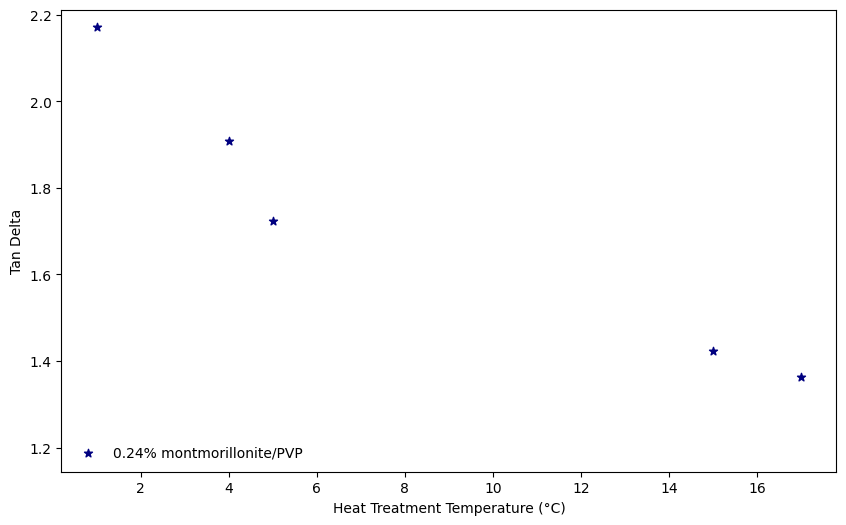 2.2
2.0
1.8
1.6
1.4
1.2
Tan Delta
0.24% montmorillonite/PVP
2 4 6 8 10 12 14 16
Heat Treatment Temperature (°C)